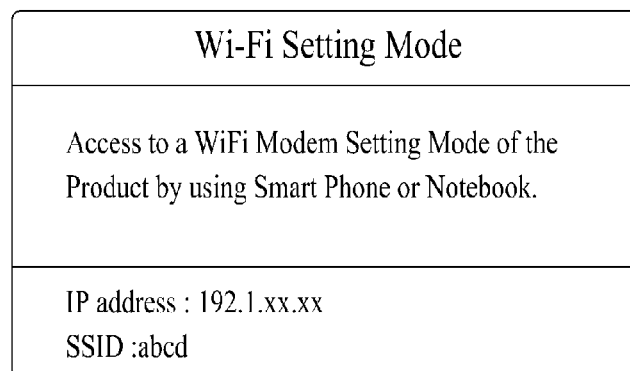 Wi-Fi Setting Mode
Access to a WiFi Modem Setting Mode of the
Product by using Smart Phone or Notebook.
IP address : 192.1.xx.xx
SSID :abcd